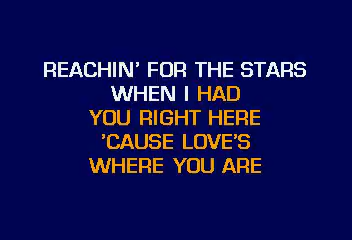 REACHIN' FOR THE STARS
WHEN I HAD
YOU RIGHT HERE
'CAUSE LOVE'S
WHERE YOU ARE